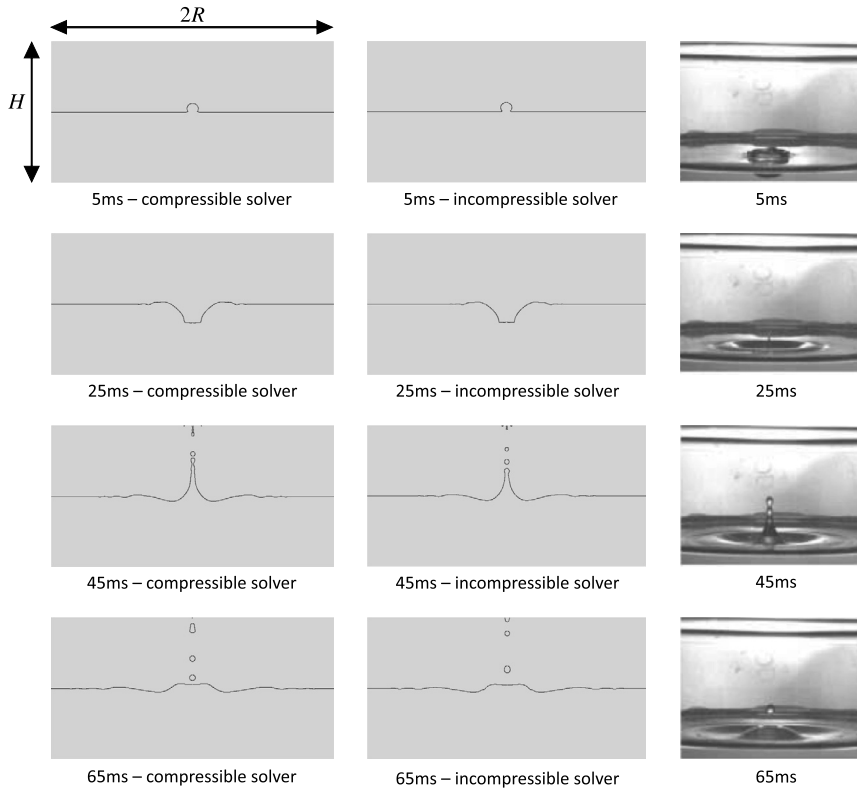 2R
H
5ms – compressible solver
5ms – incompressible solver
5ms
25ms – compressible solver
25ms – incompressible solver
25ms
45ms – compressible solver
45ms – incompressible solver
45ms
65ms – compressible solver
65ms – incompressible solver
65ms